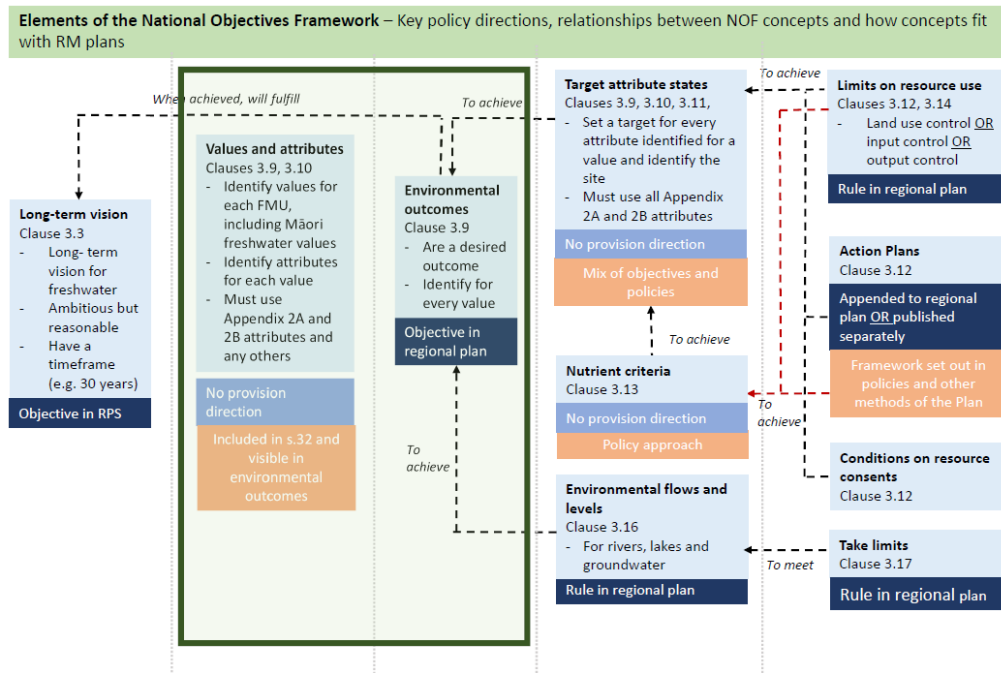 Elements of the National Objectives Framework – Key policy directions, relationships between NOF concepts and how concepts fit
with RM plans
When achieved, will fulfill
Long-term vision
Clause 3.3
- Long- term
vision for
freshwater
- Ambitious but
reasonable
- Have a
timeframe
(e.g. 30 years)
Objective in RPS
Values and attributes
Clauses 3.9, 3.10
- Identify values for
each FMU,
including Māori
freshwater values
- Identify attributes
for each value
- Must use
Appendix 2A and
2B attributes and
any others
No provision
direction
Included in s.32 and
visible in
environmental
outcomes
To achieve
Environmental
outcomes
Clause 3.9
- Are a desired
outcome
- Identify for
every value
Objective in
regional plan
To
achieve
Target attribute states
Clauses 3.9, 3.10, 3.11,
- Set a target for every
attribute identified for a
value and identify the
site
- Must use all Appendix
2A and 2B attributes
No provision direction
Mix of objectives and
policies
To achieve
Nutrient criteria
Clause 3.13
No provision direction
Policy approach
Environmental flows and
levels
Clause 3.16
- For rivers, lakes and
groundwater
Rule in regional plan
To achieve
Limits on resource use
Clauses 3.12, 3.14
- Land use control OR
input control OR
output control
Rule in regional plan
Action Plans
Clause 3.12
Appended to regional
plan OR published
separately
Framework set out in
policies and other
methods of the Plan
To
achieve
Conditions on resource
consents
Clause 3.12
To meet
Take limits
Clause 3.17
Rule in regional plan